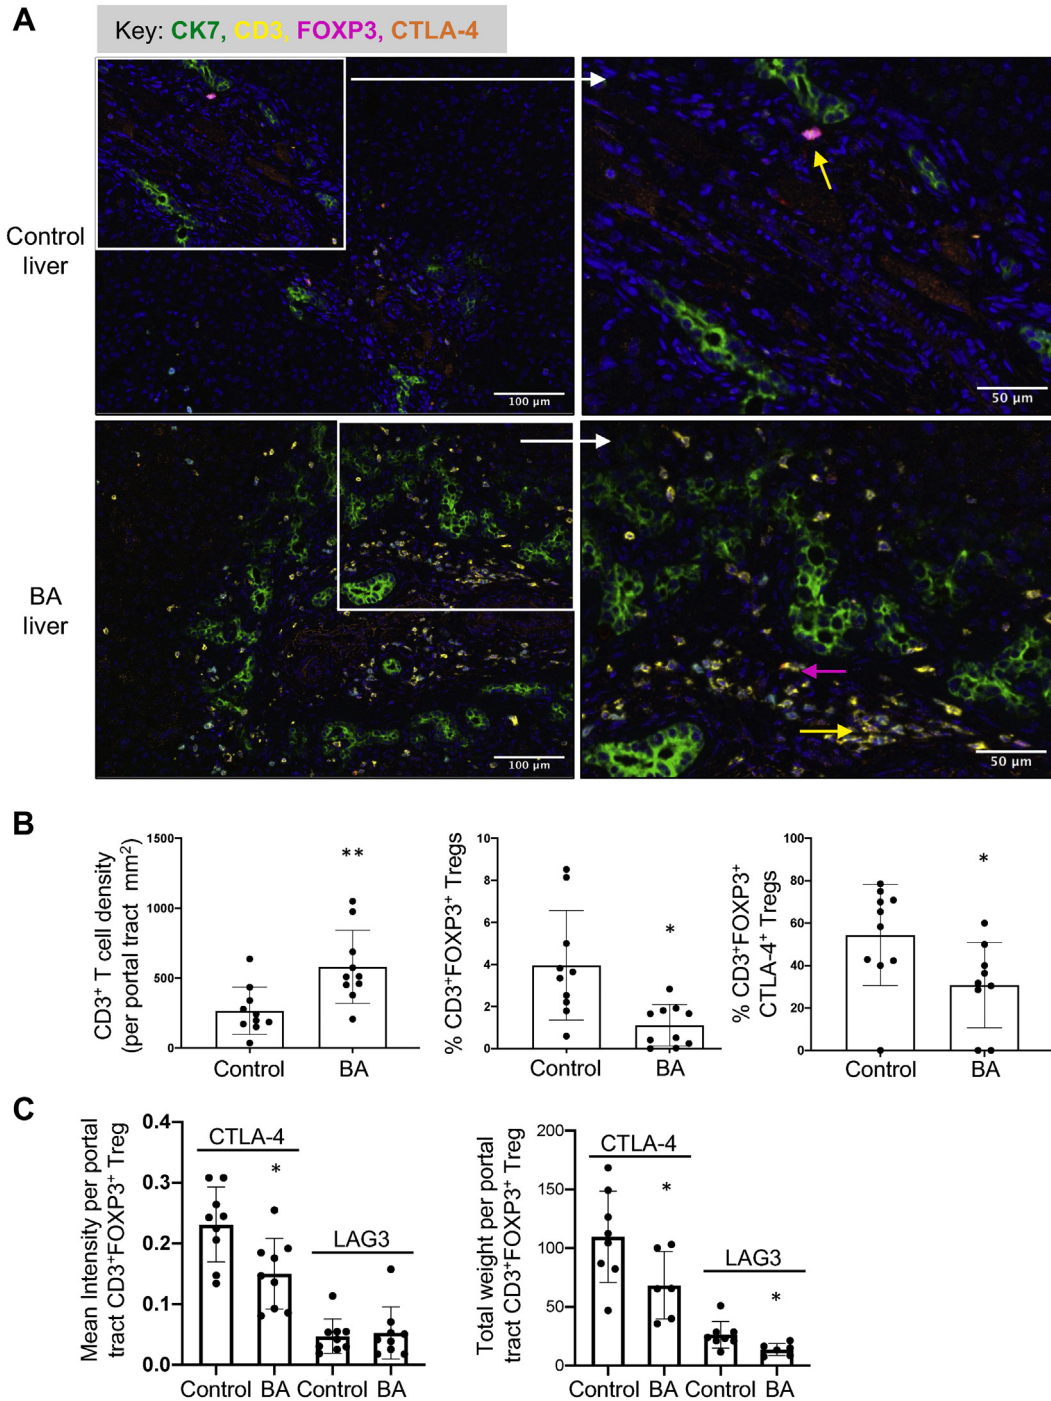 A
Key: CK7, CD3, FOXP3, CTLA-4
Control
liver
100 µm
50 µm
BA
liver
100 µm
50 µm
B
CD3+ T cell density
(per portal tract mm2)
1500
1000
500
0
Control
BA
**
% CD3+FOXP3+ Tregs
10
8
6
4
2
0
Control
BA
*
% CD3+FOXP3+
CTLA-4+ Tregs
100
80
60
40
20
0
Control
BA
*
C
Mean Intensity per portal
tract CD3+FOXP3+ Treg
0.4
0.3
0.2
0.1
0.0
CTLA-4
*
LAG3
Control BA Control BA
Total weight per portal
tract CD3+FOXP3+ Treg
200
150
100
50
0
CTLA-4
*
LAG3
*
Control BA Control BA